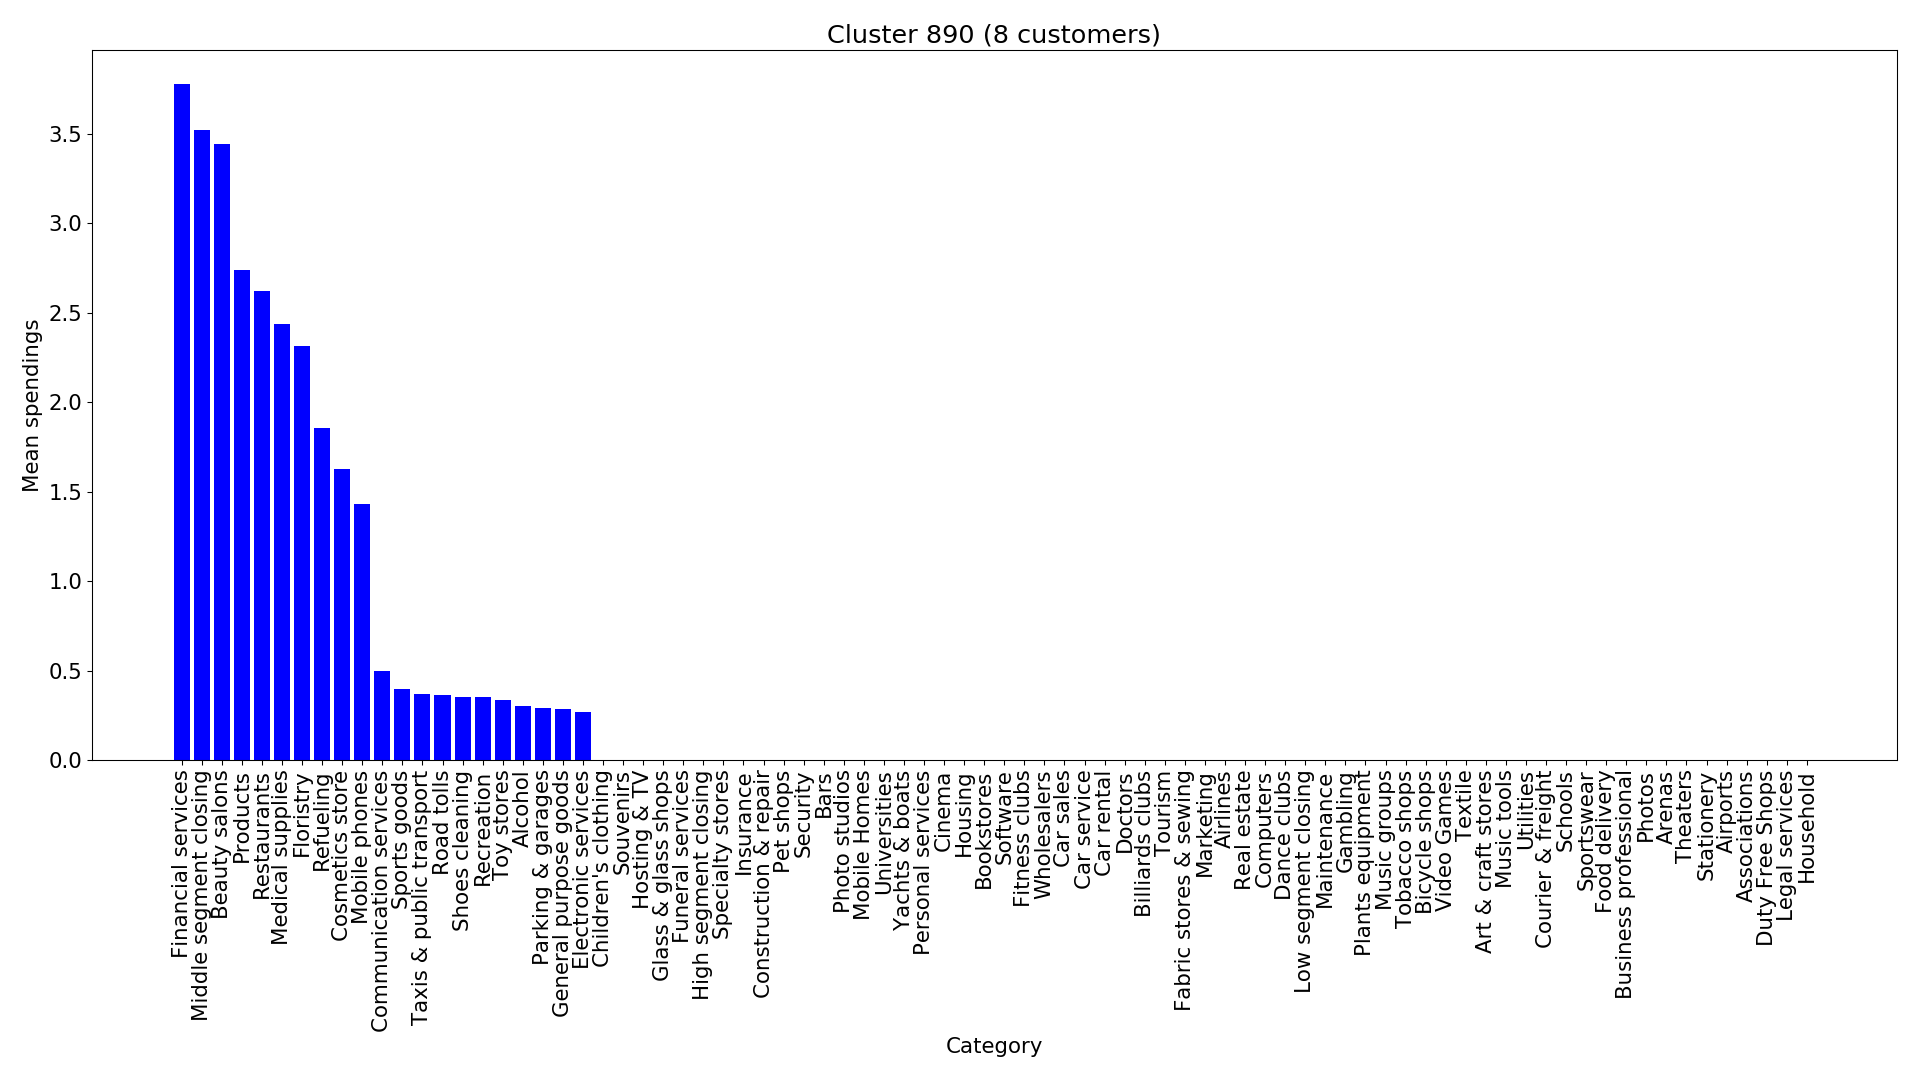 Cluster 890 (8 customers)
Mean spendings
3.5
3.0
2.5
2.0
1.5
1.0
0.5
0.0
Financial services
Middle segment closing
Beauty salons
Products
Restaurants
Medical supplies
Floristry
Refueling
Cosmetics store
Mobile phones
Communication services
Sports goods
Taxis & public transport
Road tolls
Shoes cleaning
Recreation
Toy stores
Alcohol
Parking & garages
General purpose goods
Electronic services
Children's clothing
Souvenirs
Hosting & TV
Glass & glass shops
Funeral services
High segment closing
Specialty stores
Insurance
Construction & repair
Pet shops
Security
Bars
Photo studios
Mobile Homes
Universities
Yachts & boats
Personal services
Cinema
Housing
Bookstores
Software
Fitness clubs
Wholesalers
Car sales
Car service
Car rental
Doctors
Billiards clubs
Tourism
Fabric stores & sewing
Marketing
Airlines
Real estate
Computers
Dance clubs
Low segment closing
Maintenance
Gambling
Plants equipment
Music groups
Tobacco shops
Bicycle shops
Video Games
Textile
Art & craft stores
Music tools
Utilities
Courier & freight
Schools
Sportswear
Food delivery
Business professional
Photos
Arenas
Theaters
Stationery
Airports
Associations
Duty Free Shops
Legal services
Household
Category